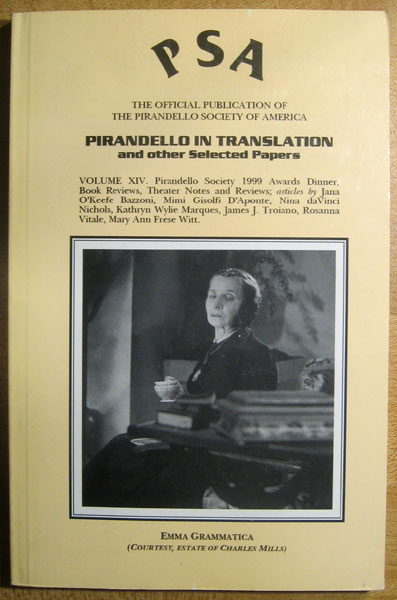 PSA
THE OFFICIAL PUBLICATION OF
THE PIRANDELLO SOCIETY OF AMERICA
PIRANDELLO IN TRANSLATION
and other Selected Papers
VOLUME XIV. Pirandello Society 1999 Awards Dinner,
Book Reviews, Theater Notes and Reviews; articles by Jana
O'Keefe Bazzoni, Mimi Gisolfi D'Aponte, Nina daVinci
Nichols, Kathryn Wylie Marques, James J. Troiano, Rosanna
Vitale, Mary Ann Frese Witt.
EMMA GRAMMATICA
(COURTESY, ESTATE OF CHARLES MILLS)